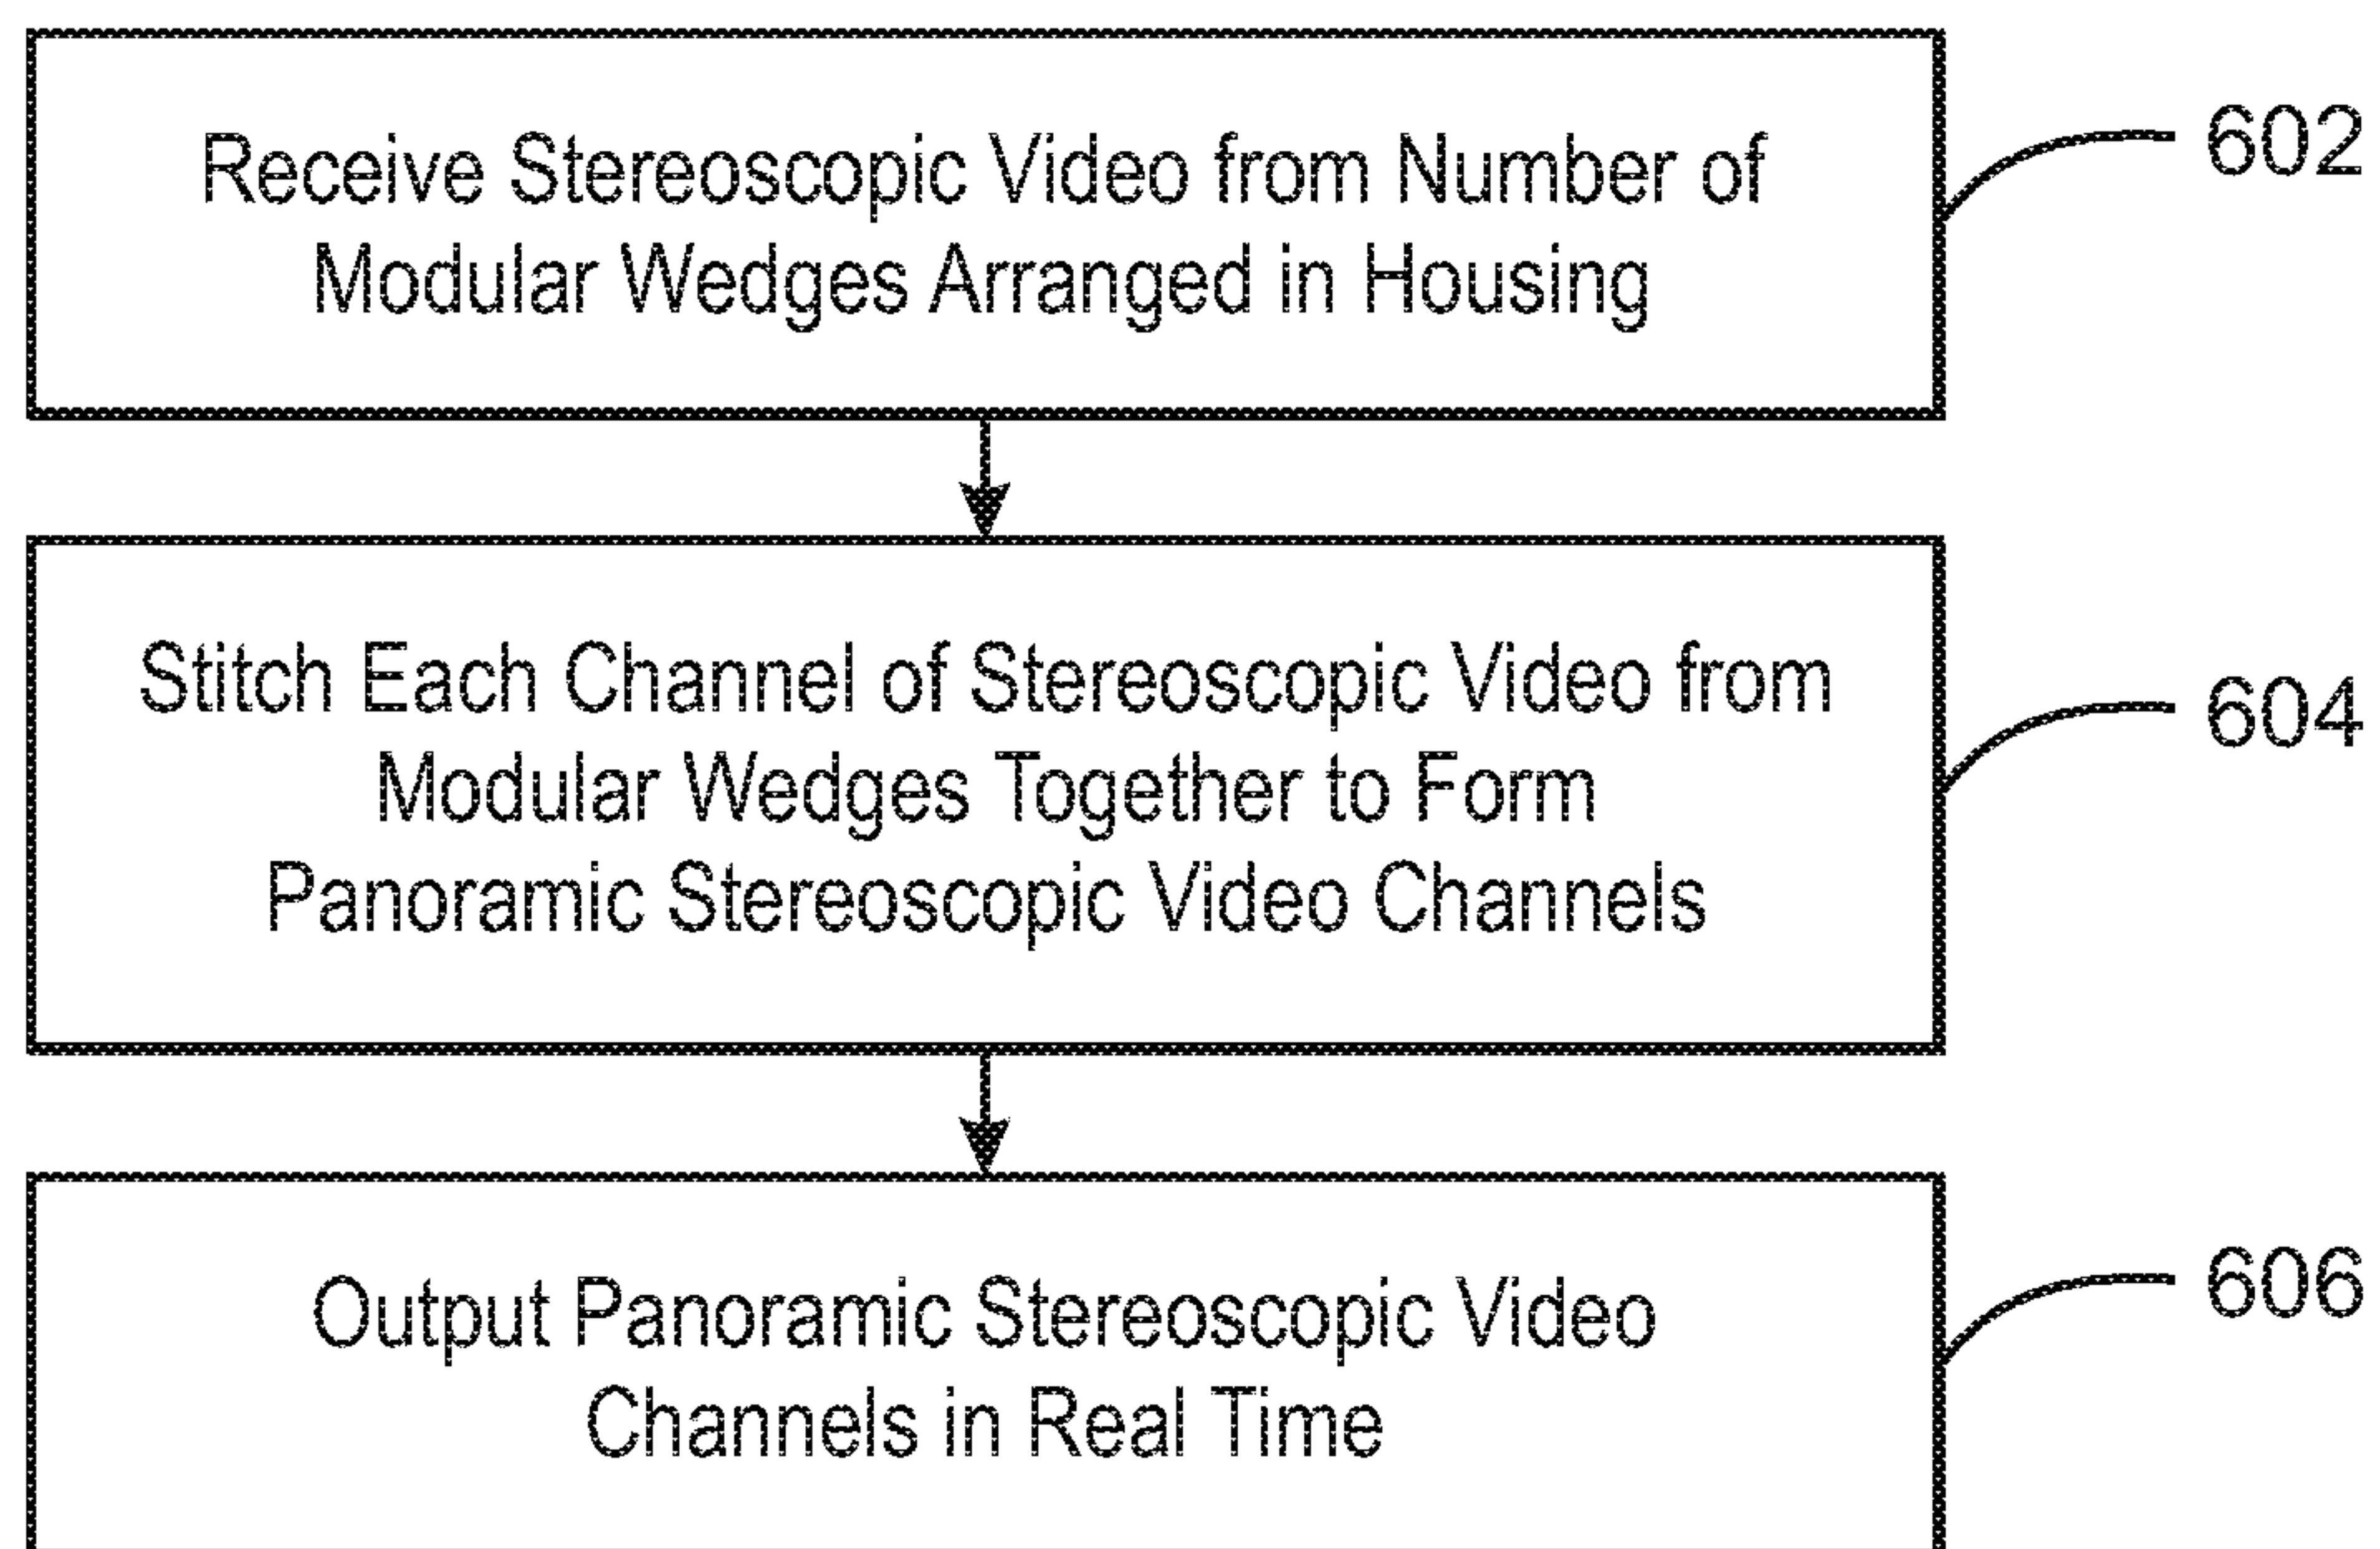 Receive Stereoscopic Video from Number of
Modular Wedges Arranged in Housing
602
Stitch Each Channel of Stereoscopic Video from
Modular Wedges Together to Form
Panoramic Stereoscopic Video Channels
604
Output Panoramic Stereoscopic Video
Channels in Real Time
606